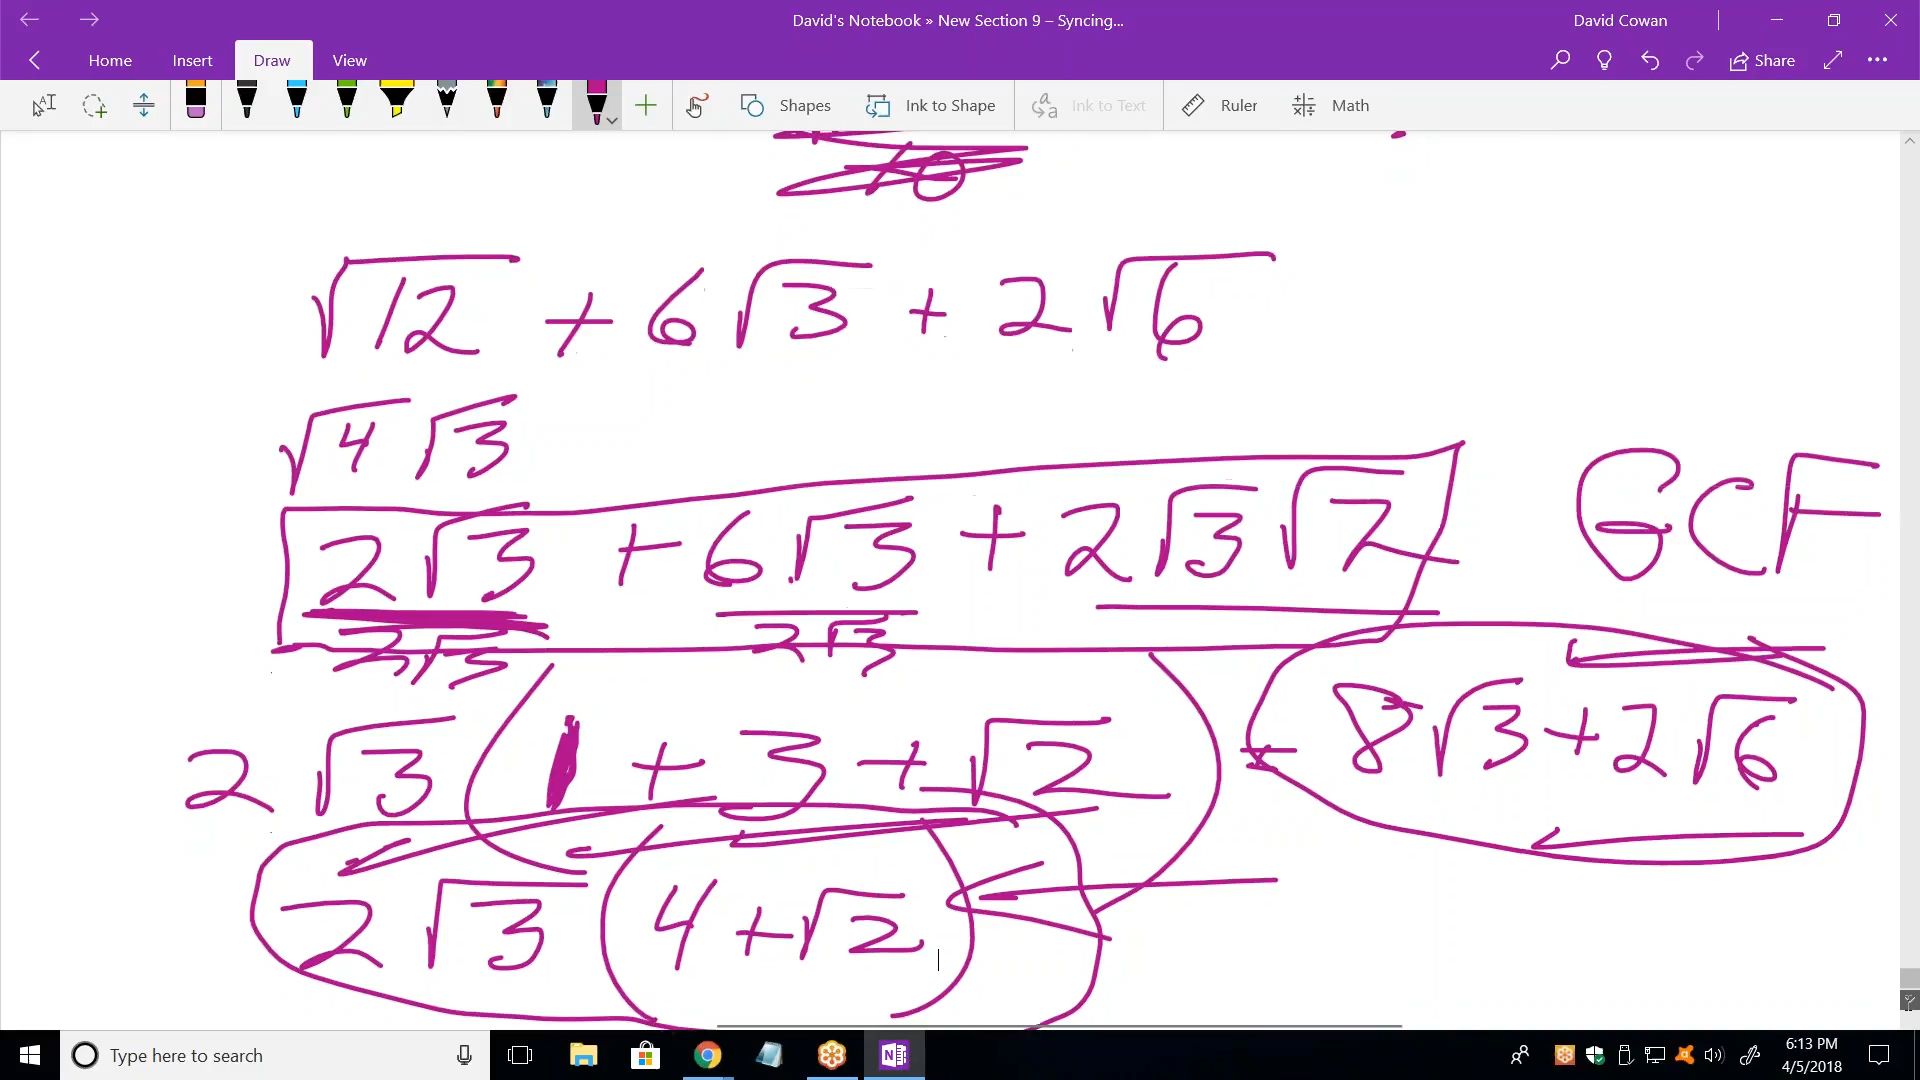 David's Notebook » New Section 9 – Syncing...
David Cowan
Home Insert Draw View
Share
Shapes
Ink to Shape
Ink to Text
Ruler
Math
√12 + 6√3 + 2√6
√4 √3
2√3 + 6√3 + 2√3√2
GCF
2√3 2√3
2√3 (1 + 3 + √2)
= 8√3 + 2√6
2√3 (4 + √2)
Type here to search
6:13 PM
4/5/2018